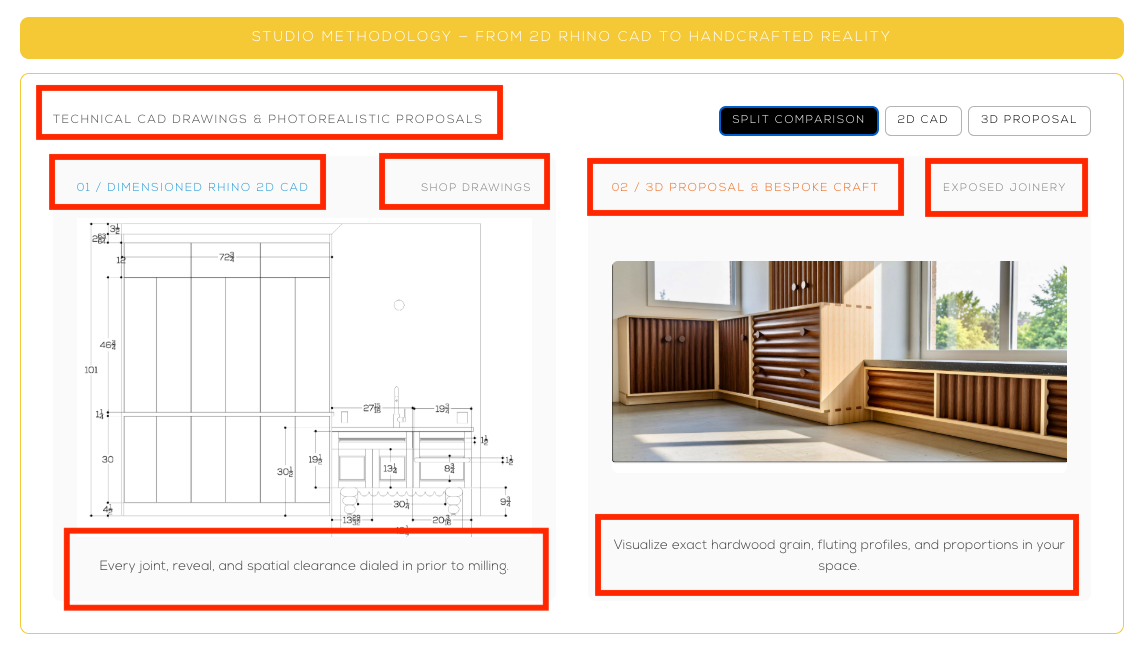 STUDIO METHODOLOGY — FROM 2D RHINO CAD TO HANDCRAFTED REALITY
TECHNICAL CAD DRAWINGS & PHOTOREALISTIC PROPOSALS
SPLIT COMPARISON
2D CAD
3D PROPOSAL
01 / DIMENSIONED RHINO 2D CAD
SHOP DRAWINGS
02 / 3D PROPOSAL & BESPOKE CRAFT
EXPOSED JOINERY
12
101
30
Every joint, reveal, and spatial clearance dialed in prior to milling.
Visualize exact hardwood grain, fluting profiles, and proportions in your
space.